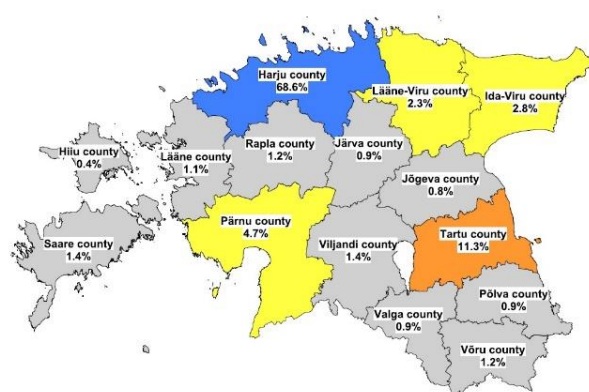 Harju county
68.6%
Lääne-Viru county
2.3%
Ida-Viru county
2.8%
Hiiu county
0.4%
Lääne county
1.1%
Rapla county
1.2%
Järva county
0.9%
Jõgeva county
0.8%
Saare county
1.4%
Pärnu county
4.7%
Viljandi county
1.4%
Tartu county
11.3%
Valga county
0.9%
Põlva county
0.9%
Võru county
1.2%